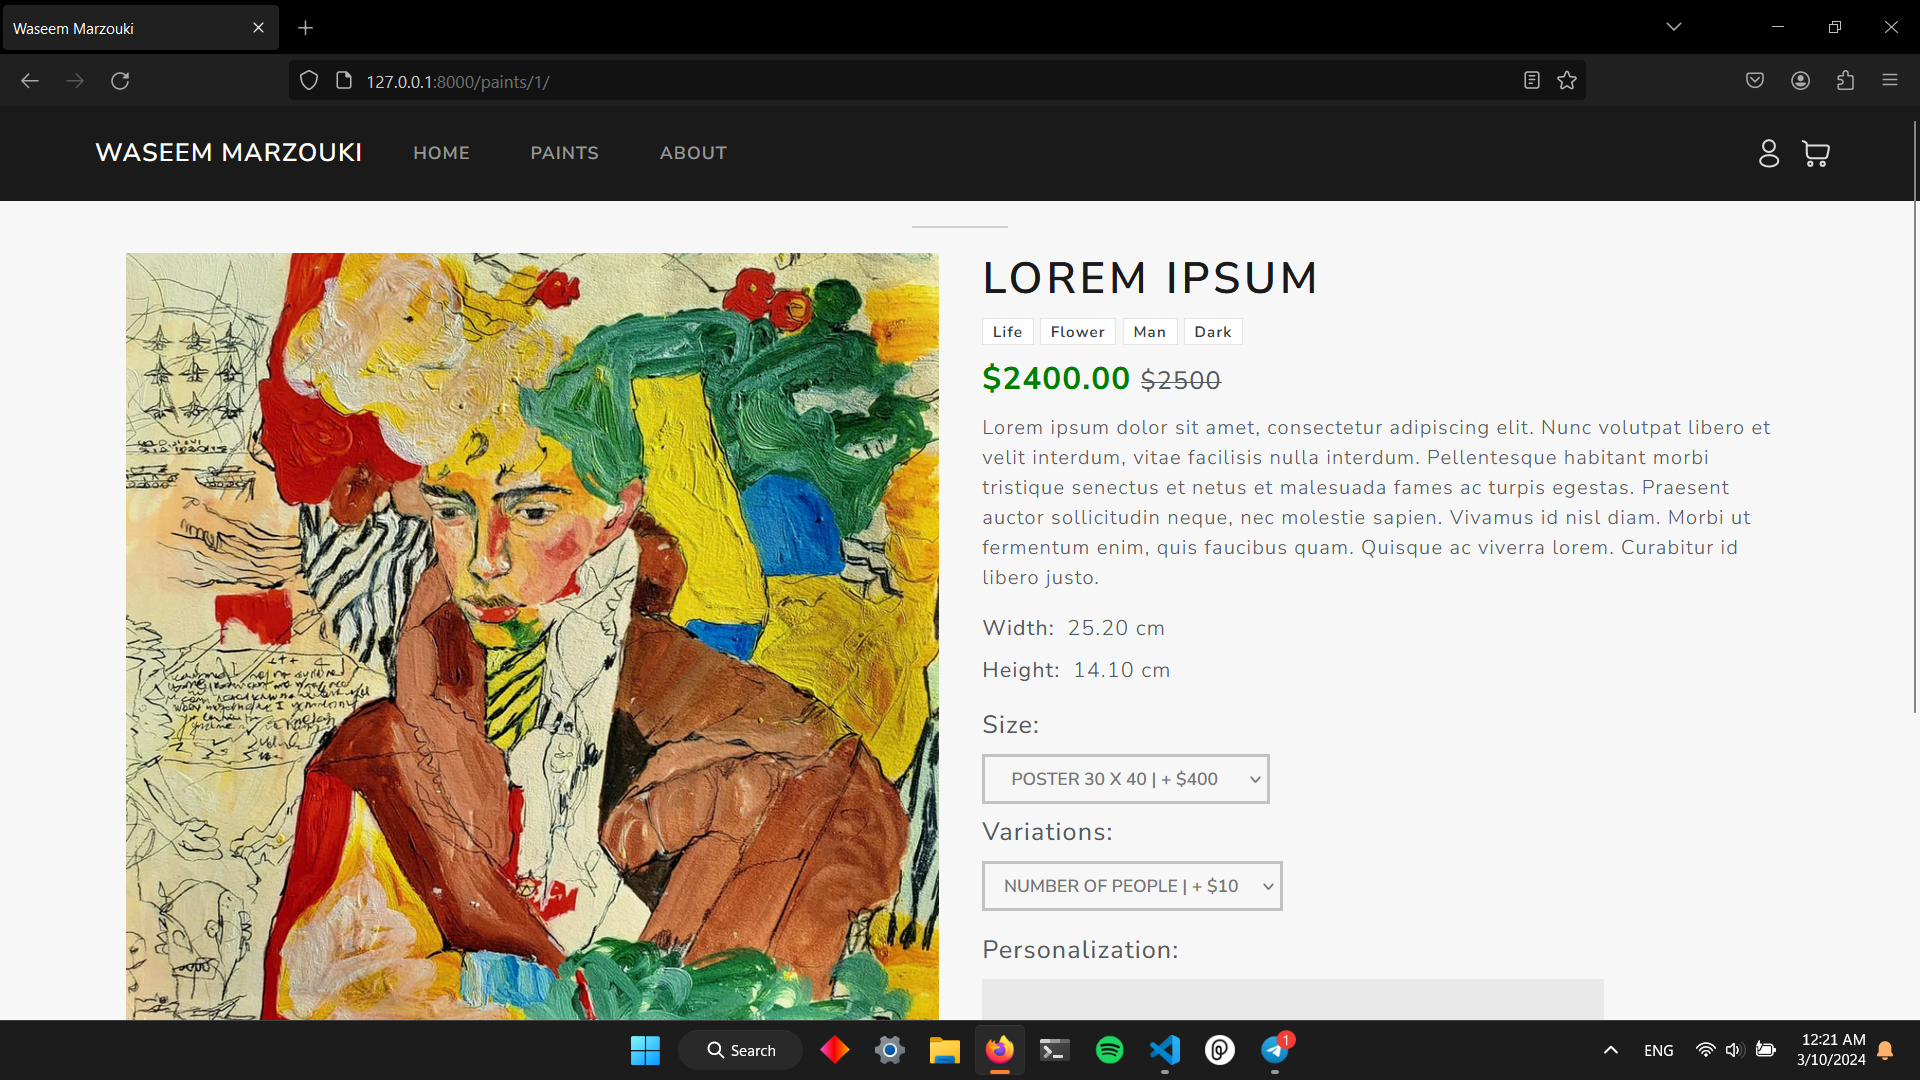 Waseem Marzouki
127.0.0.1:8000/paints/1/
WASEEM MARZOUKI HOME PAINTS ABOUT
LOREM IPSUM
Life Flower Man Dark
$2400.00 $2500
Lorem ipsum dolor sit amet, consectetur adipiscing elit. Nunc volutpat libero et
velit interdum, vitae facilisis nulla interdum. Pellentesque habitant morbi
tristique senectus et netus et malesuada fames ac turpis egestas. Praesent
auctor sollicitudin neque, nec molestie sapien. Vivamus id nisl diam. Morbi ut
fermentum enim, quis faucibus quam. Quisque ac viverra lorem. Curabitur id
libero justo.
Width: 25.20 cm
Height: 14.10 cm
Size:
POSTER 30 X 40 | + $400
Variations:
NUMBER OF PEOPLE | + $10
Personalization:
Search
1
ENG
12:21 AM
3/10/2024